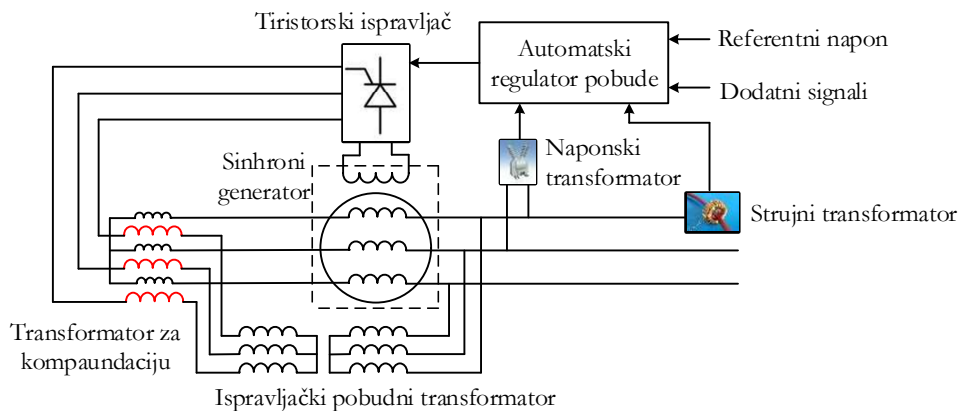 Tiristorski ispravljač
Automatski
regulator pobude
Referentni napon
Dodatni signali
Sinhroni
generator
Naponski
transformator
Strujni transformator
Transformator za
kompaundaciju
Ispravljački pobudni transformator